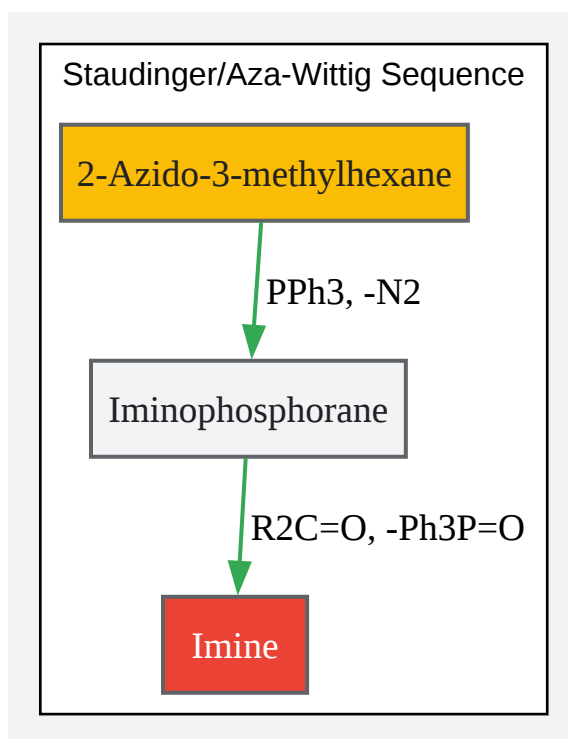 Staudinger/Aza-Wittig Sequence
2-Azido-3-methylhexane
PPh3, -N2
Iminophosphorane
R2C=O, -Ph3P=O
Imine